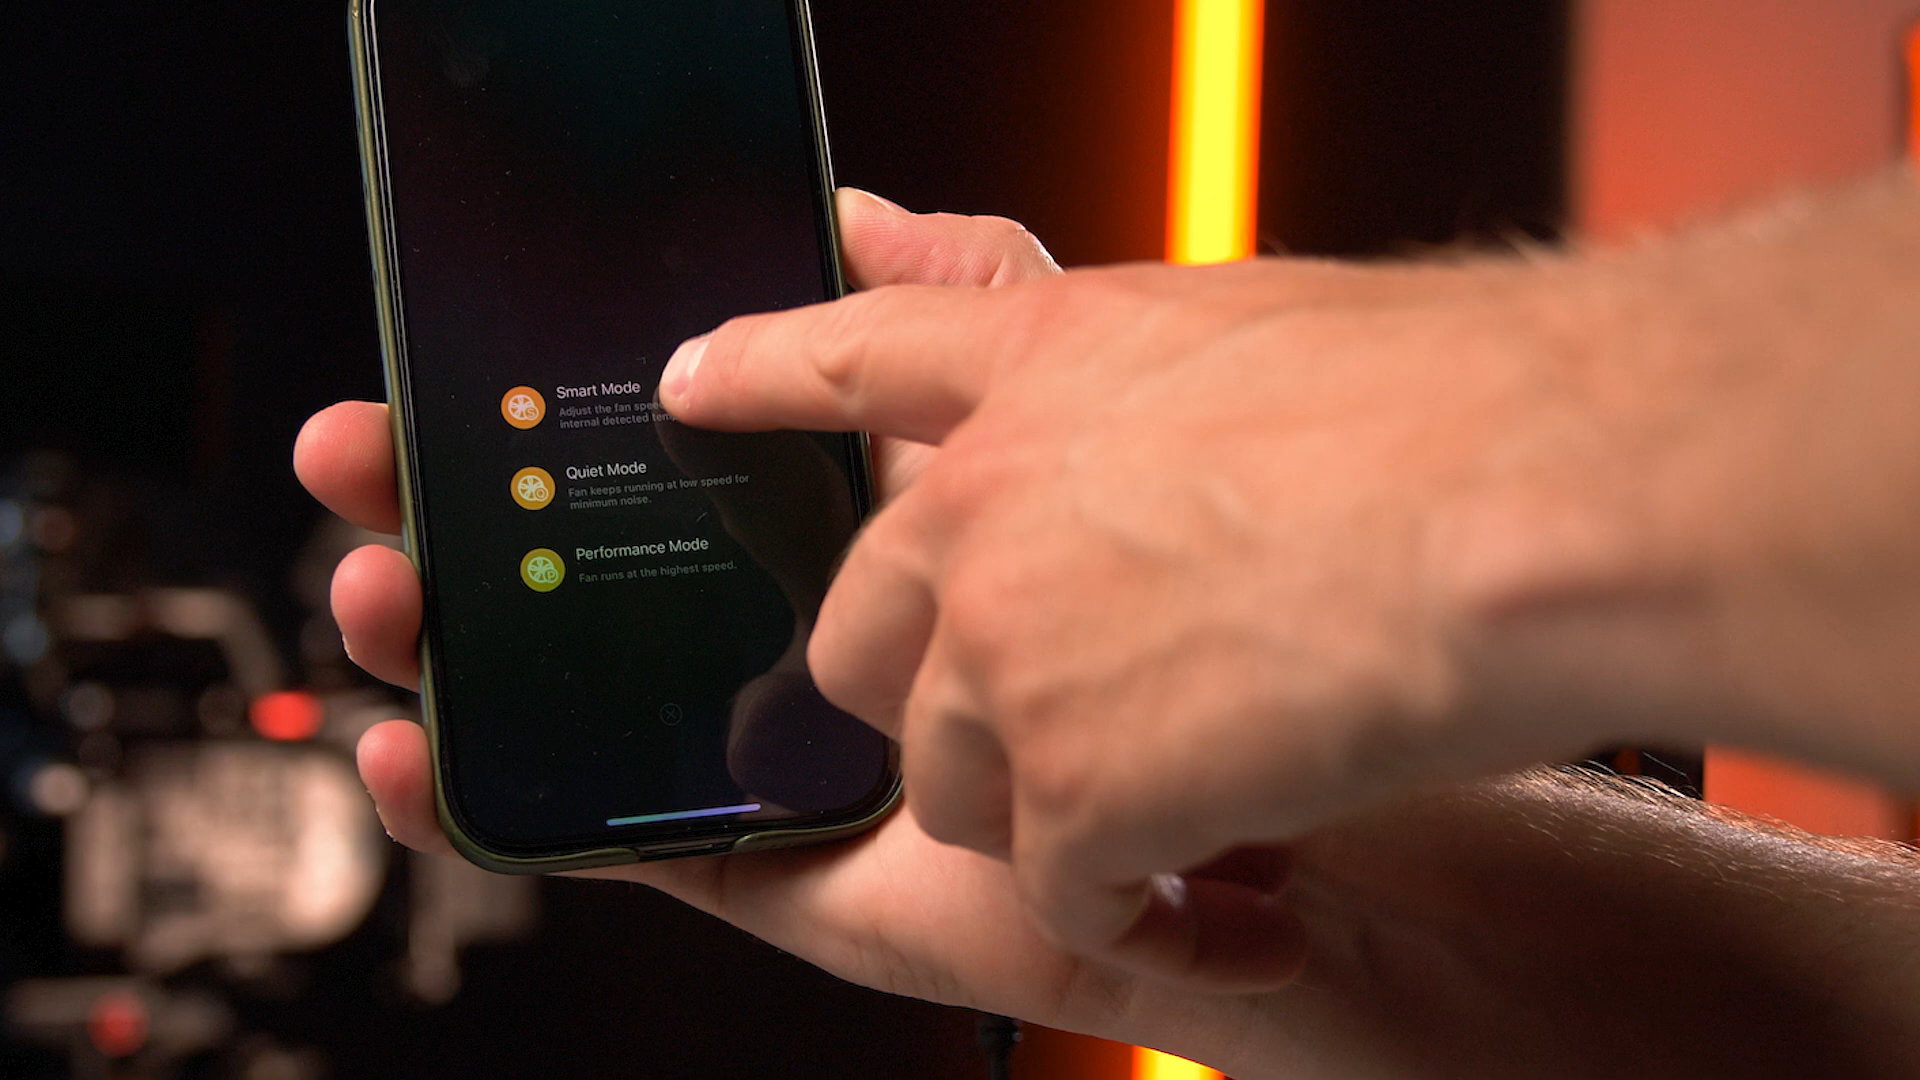 Smart Mode
Adjust the fan
internal detected
Quiet Mode
Fan keeps running at low speed for
minimum noise.
Performance Mode
Fan runs at the highest speed.